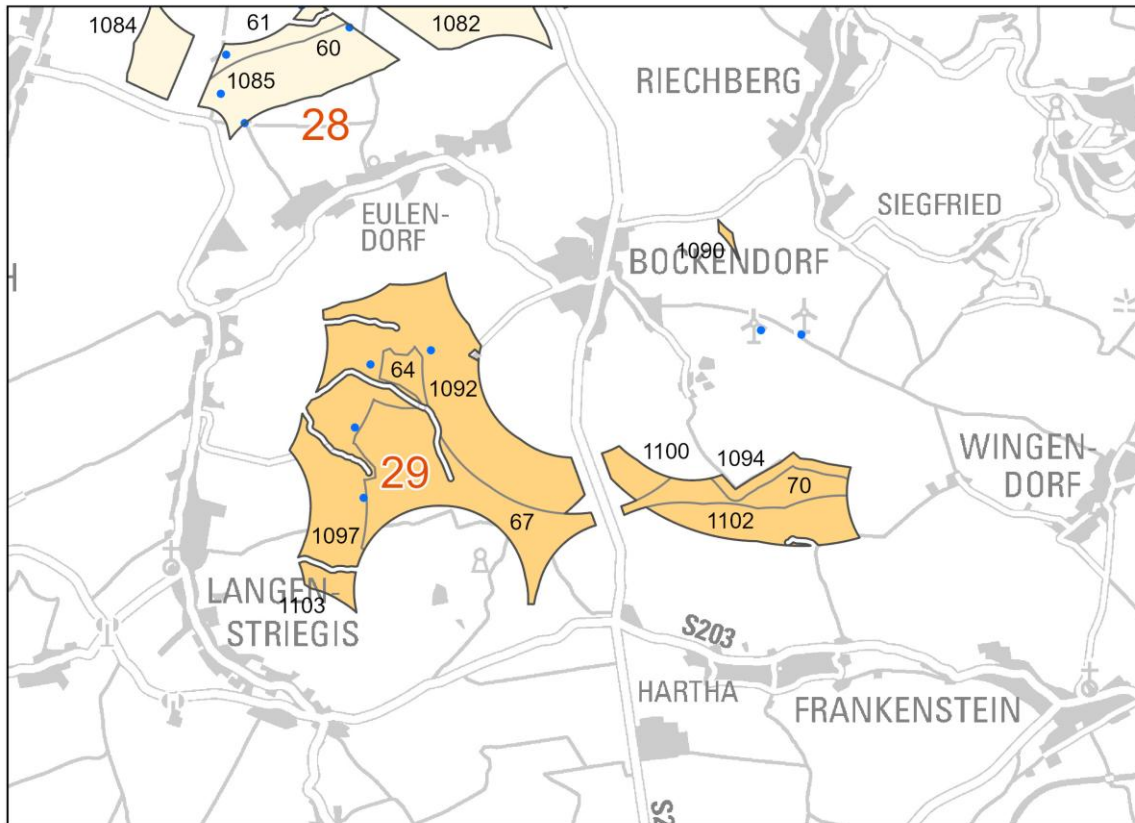 1084
61
60
1082
1085
28
RIECHBERG
SIEGFRIED
EULEN-
DORF
1090
BOCKENDORF
H
64
1092
29
1100
1094
WINGEN-
DORF
70
1102
67
1097
LANGEN-
1103
STRIEGIS
S203
HARTHA
FRANKENSTEIN